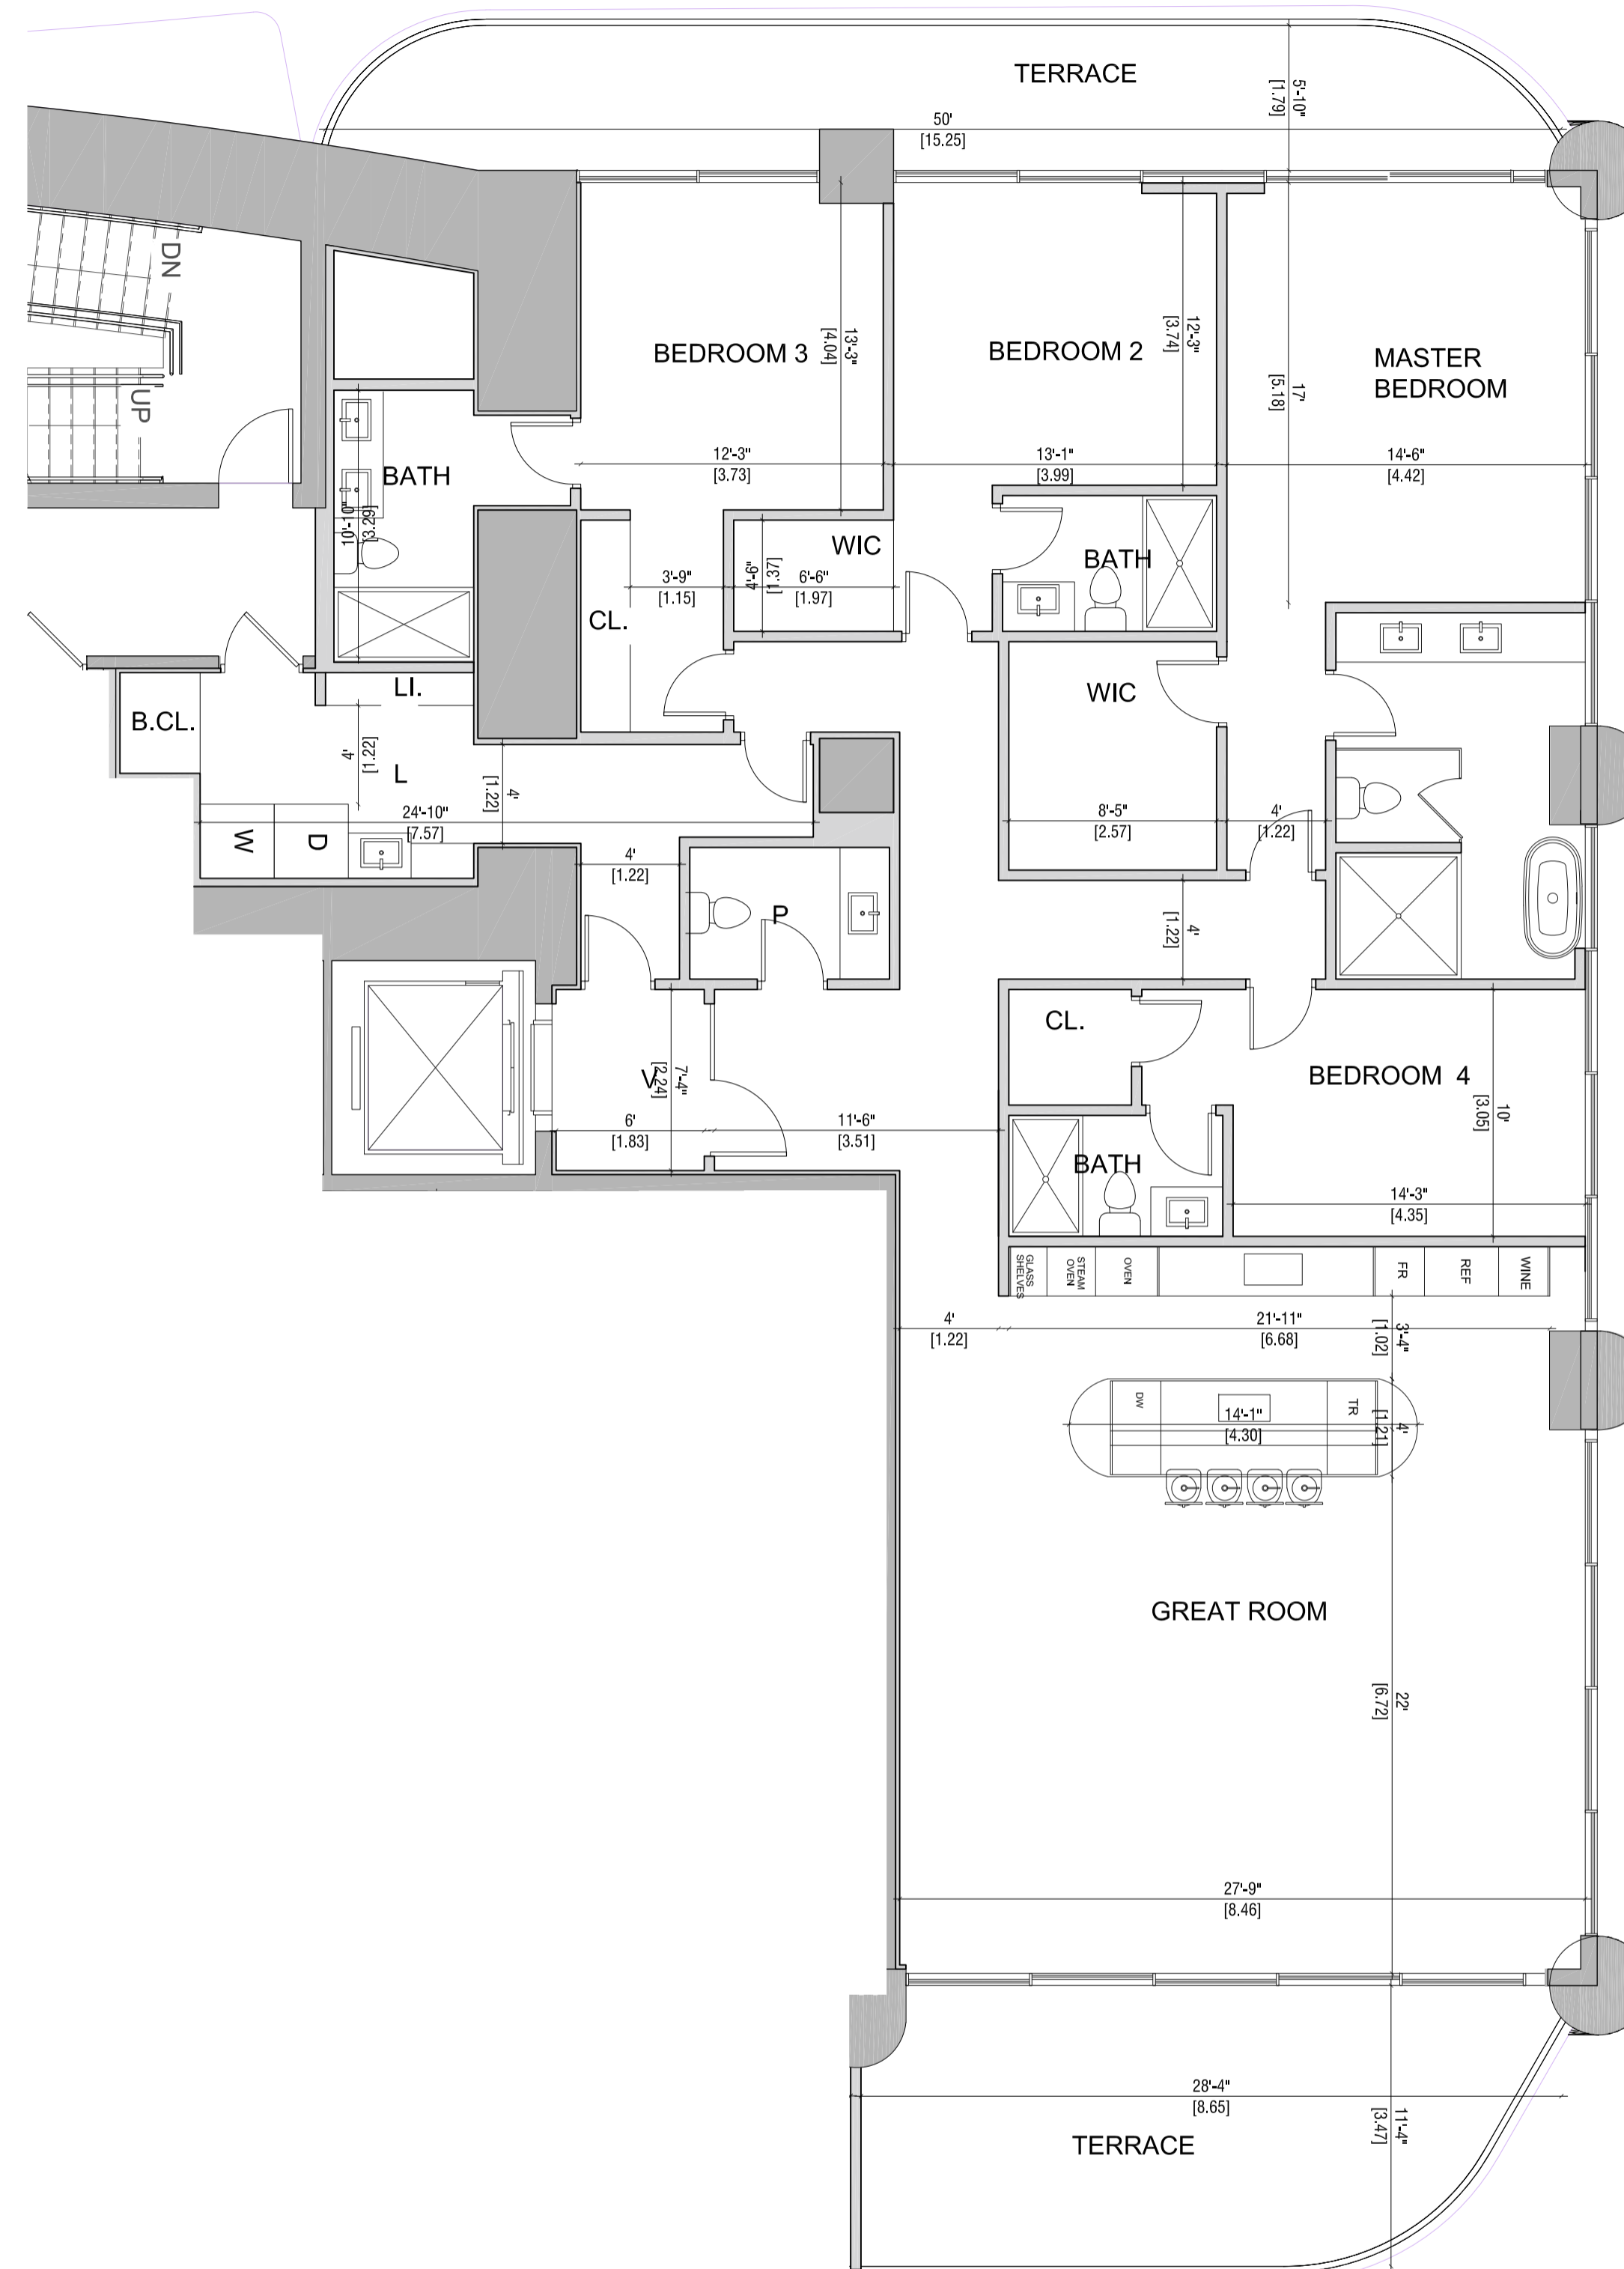 TERRACE
5'-10"
[1.79]
50'
[15.25]
DN
UP
BEDROOM 3
13'-3"
[4.04]
BEDROOM 2
12'-3"
[3.74]
MASTER
BEDROOM
17'
[5.18]
12'-3"
[3.73]
13'-1"
[3.99]
14'-6"
[4.42]
BATH
10'-10"
[3.29]
WIC
4'-6"
[1.37]
6'-6"
[1.97]
3'-9"
[1.15]
CL.
BATH
LI.
B.CL.
4'
[1.22]
L
4'
[1.22]
24'-10"
[7.57]
W
D
WIC
8'-5"
[2.57]
4'
[1.22]
4'
[1.22]
P
4'
[1.22]
CL.
BEDROOM 4
10'
[3.05]
V
7'-4"
[2.24]
6'
[1.83]
11'-6"
[3.51]
BATH
14'-3"
[4.35]
GLASS
SHELVES
STEAM
OVEN
OVEN
FR
REF
WINE
4'
[1.22]
21'-11"
[6.68]
3'-4"
[1.02]
DW
14'-1"
[4.30]
TR
4'
[1.21]
GREAT ROOM
22'
[6.72]
27'-9"
[8.46]
28'-4"
[8.65]
11'-4"
[3.47]
TERRACE